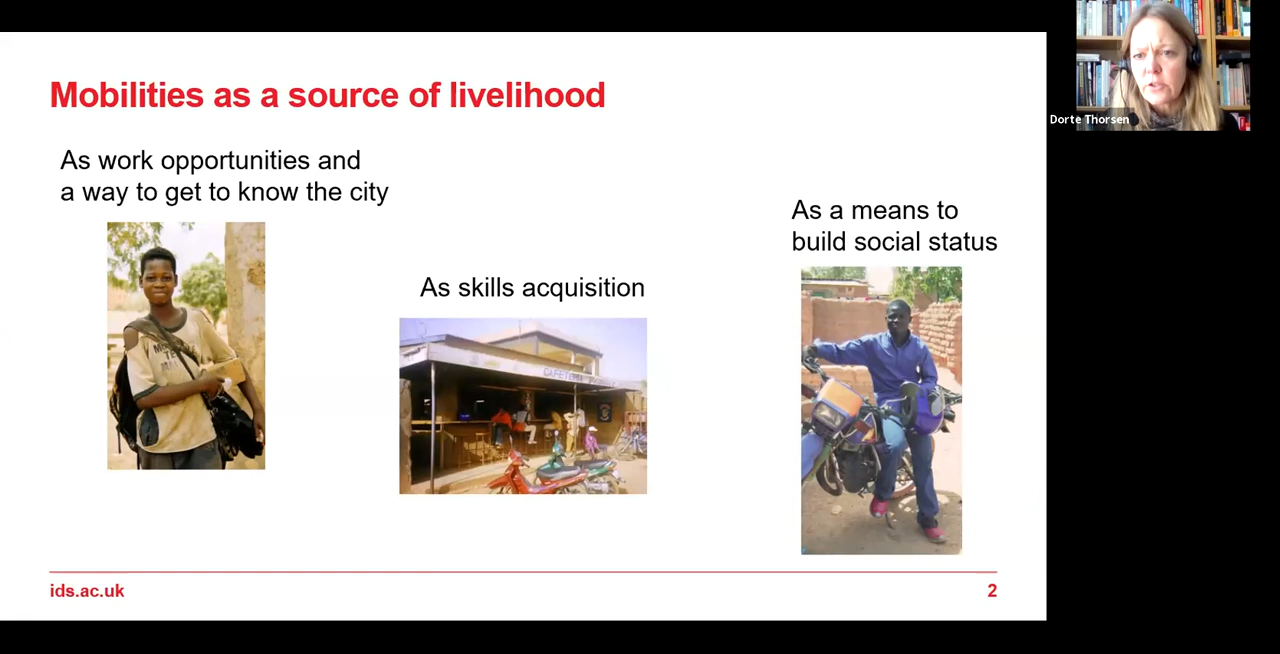 Mobilities as a source of livelihood
As work opportunities and
a way to get to know the city
As skills acquisition
As a means to
build social status
CAFETERIA
ids.ac.uk
2
Dorte Thorsen